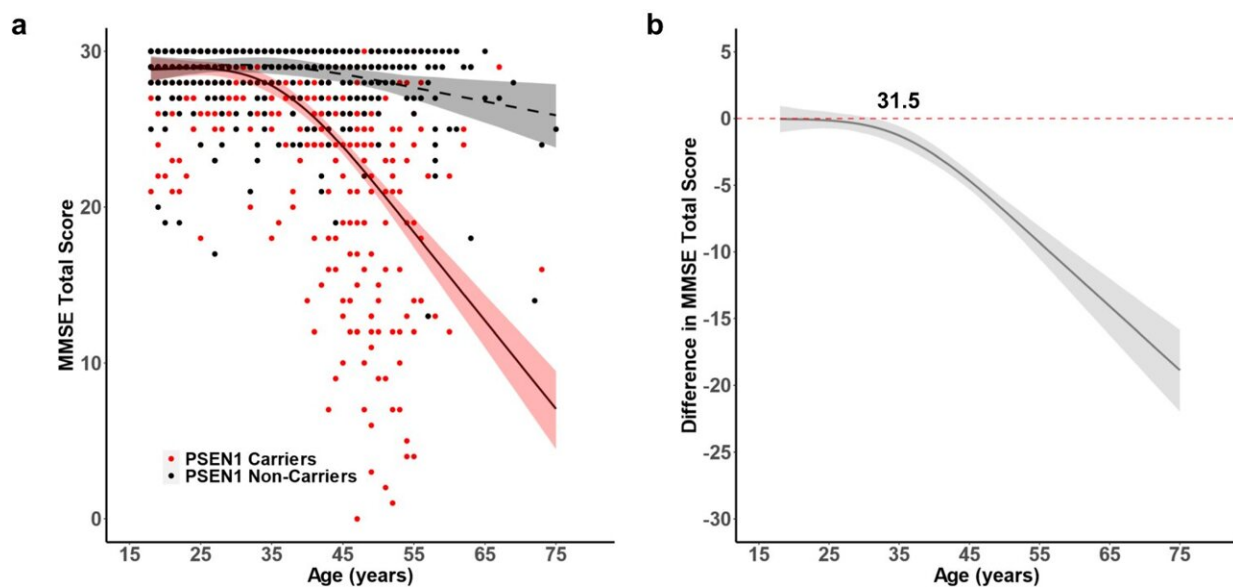 a
MMSE Total Score
30
20
10
0
PSEN1 Carriers
PSEN1 Non-Carriers
15 25 35 45 55 65 75
Age (years)
b
Difference in MMSE Total Score
5
0
-5
-10
-15
-20
-25
-30
31.5
15 25 35 45 55 65 75
Age (years)